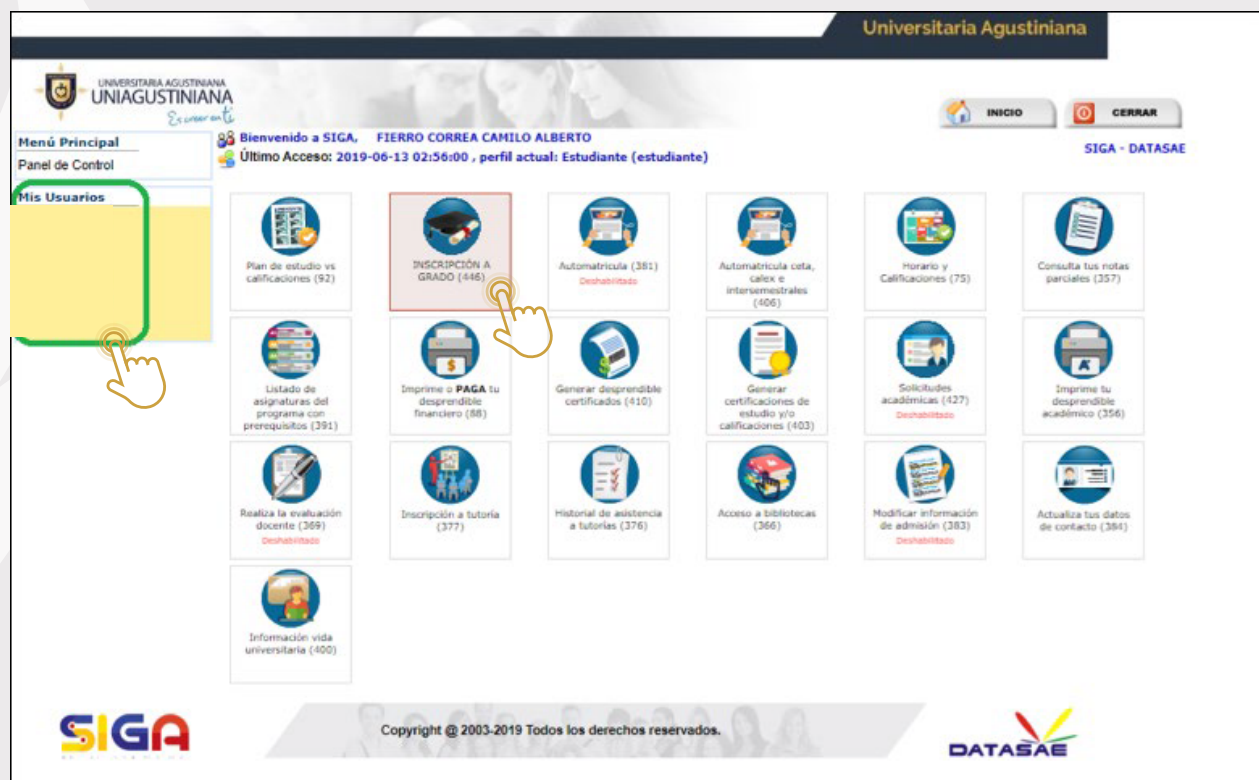 Universitaria Agustiniana
UNIVERSITARIA AGUSTINIANA
UNIAGUSTINIANA
INICIO
CERRAR
Menú Principal
Panel de Control
Bienvenido a SIGA, FIERRO CORREA CAMILO ALBERTO
Último Acceso: 2019-06-13 02:56:00 , perfil actual: Estudiante (estudiante)
SIGA - DATASAE
Mis Usuarios
Plan de estudio vs
calificaciones (92)
INSCRIPCIÓN A
GRADO (446)
Automatricula (381)
Deshabilitado
Automatricula ceta,
calex e
intersemestrales
(406)
Horario y
Calificaciones (75)
Consulta tus notas
parciales (357)
Listado de
asignaturas del
programa con
prerequisitos (391)
Imprime o PAGA tu
desprendible
financiero (88)
Generar desprendible
certificados (410)
Generar
certificaciones de
estudio y/o
calificaciones (403)
Solicitudes
académicas (427)
Deshabilitado
Imprime tu
desprendible
académico (356)
Realiza la evaluación
docente (369)
Deshabilitado
Inscripción a tutoría
(377)
Historial de asistencia
a tutorías (376)
Acceso a bibliotecas
(366)
Modificar información
de admisión (383)
Deshabilitado
Actualiza tus datos
de contacto (384)
Información vida
universitaria (400)
SIGA
Copyright @ 2003-2019 Todos los derechos reservados.
DATASAE